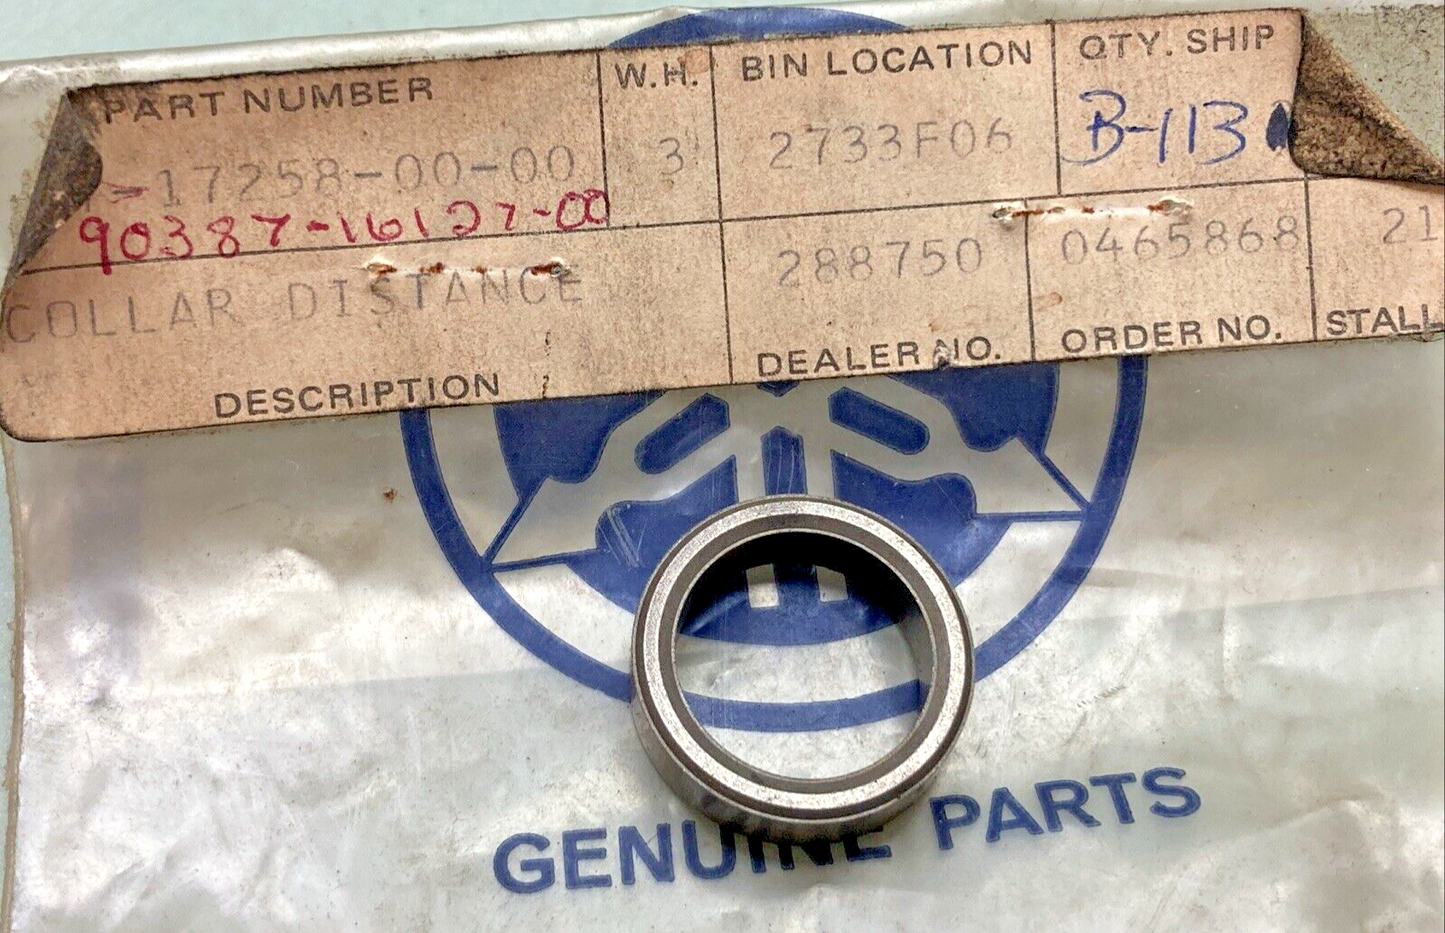 PART NUMBER W.H. BIN LOCATION QTY. SHIP
-17258-00-00 3 2733F06 B-113
90387-16127-00
COLLAR DISTANCE 288750 0465868 21
DESCRIPTION DEALER NO. ORDER NO. STALL
GENUINE PARTS